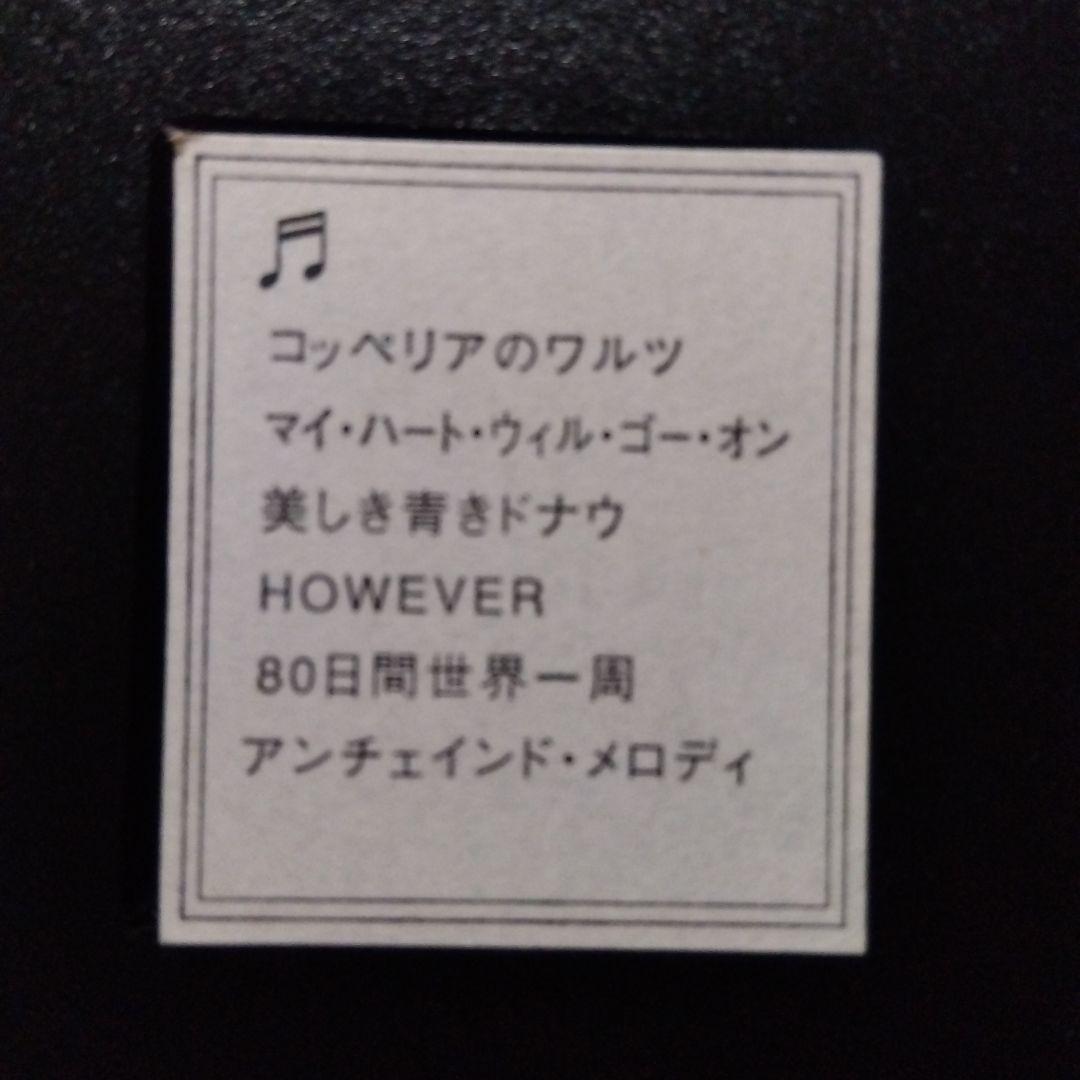 コッペリアのワルツ
マイ・ハート・ウィル・ゴー・オン
美しき青きドナウ
HOWEVER
80日間世界一周
アンチェインド・メロディ